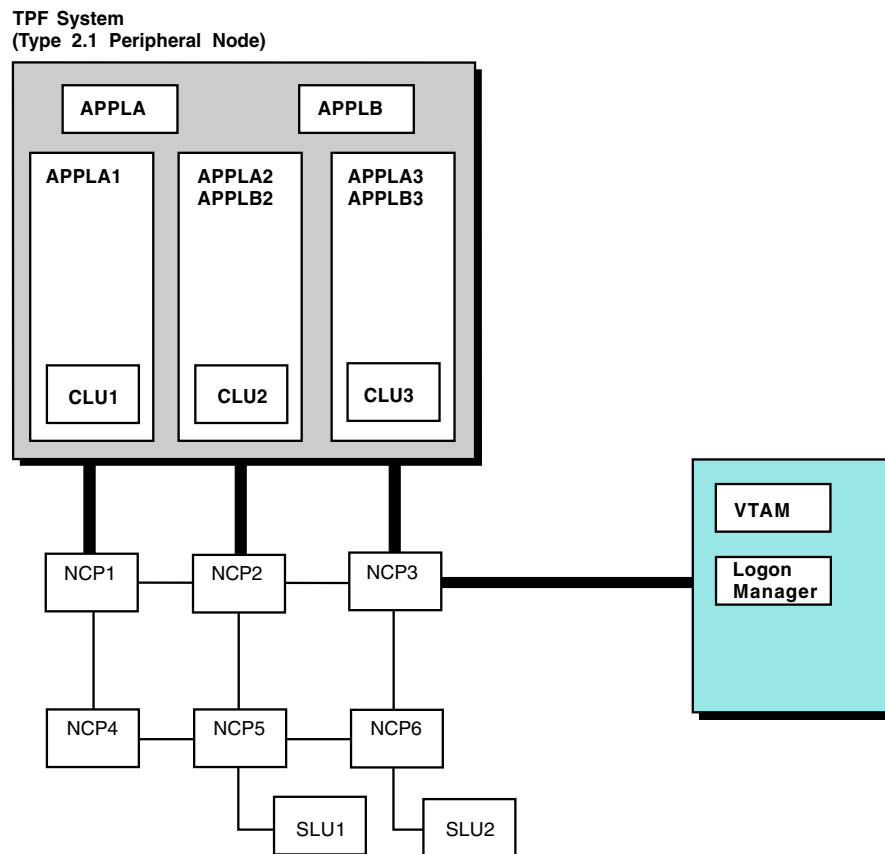 TPF System
(Type 2.1 Peripheral Node)
APPLA
APPLB
APPLA1
APPLA2
APPLB2
APPLA3
APPLB3
CLU1
CLU2
CLU3
VTAM
Logon
Manager
NCP1
NCP2
NCP3
NCP4
NCP5
NCP6
SLU1
SLU2